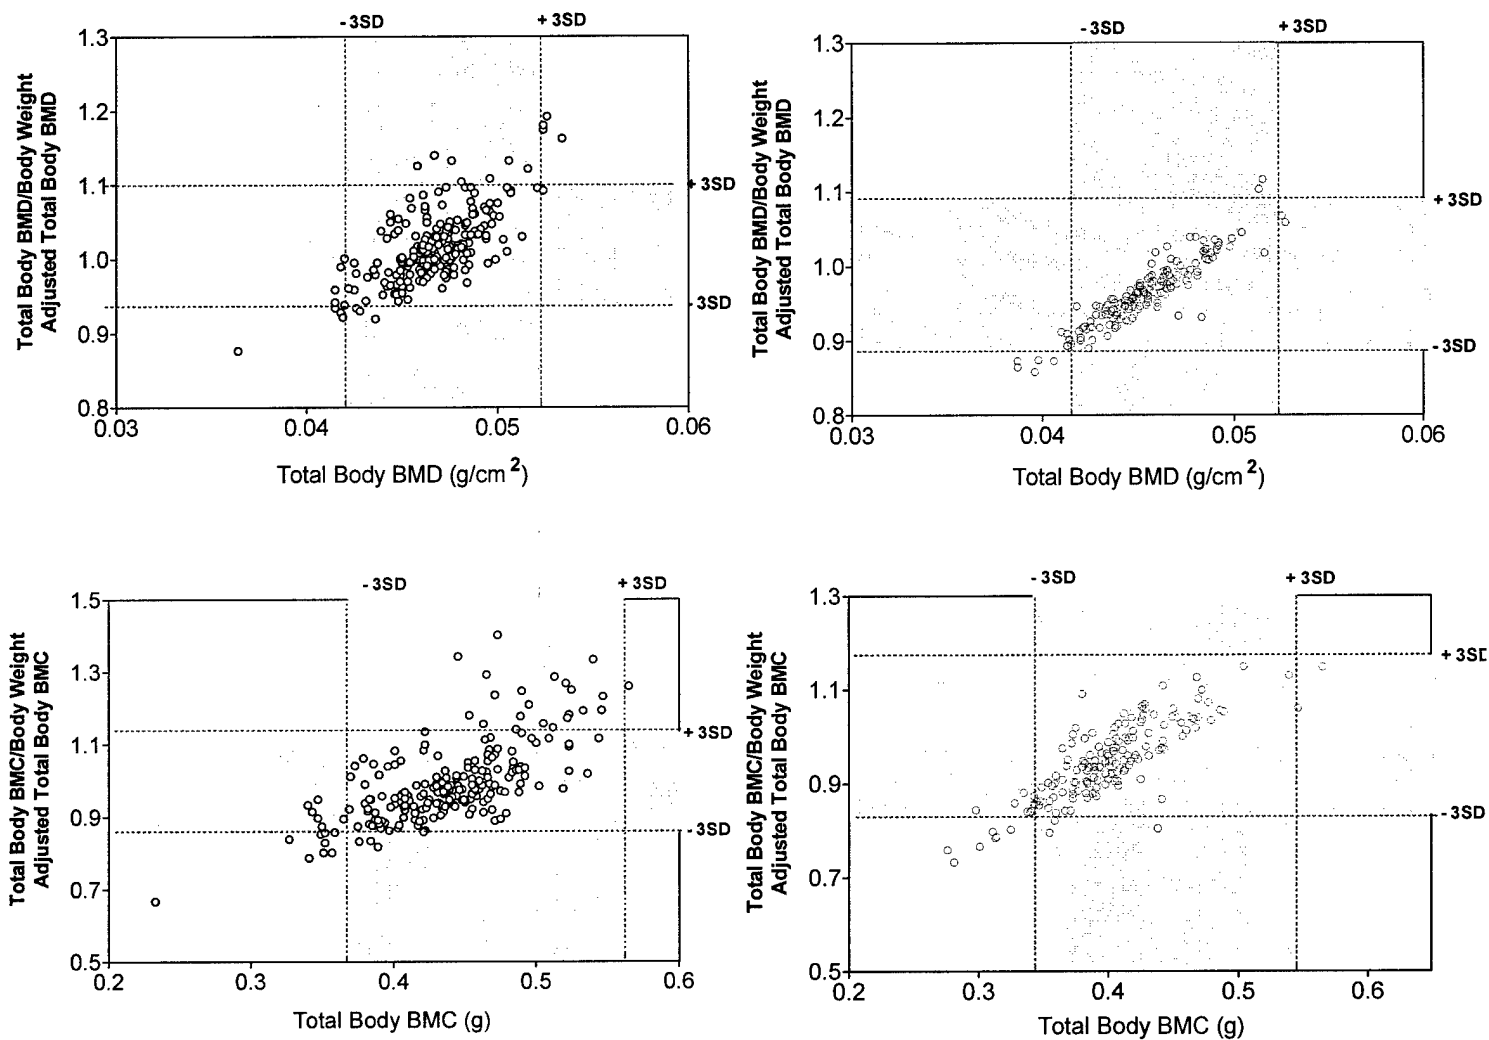 - 3SD
+ 3SD
1.3
1.2
1.1
1.0
0.9
0.8
Total Body BMD/Body Weight
Adjusted Total Body BMD
+ 3SD
- 3SD
0.03
0.04
0.05
0.06
Total Body BMD (g/cm2)
- 3SD
+ 3SD
1.3
1.2
1.1
1.0
0.9
0.8
Total Body BMD/Body Weight
Adjusted Total Body BMD
+ 3SD
- 3SD
0.03
0.04
0.05
0.06
Total Body BMD (g/cm2)
- 3SD
+ 3SD
1.5
1.3
1.1
0.9
0.7
0.5
Total Body BMC/Body Weight
Adjusted Total Body BMC
+ 3SD
- 3SD
0.2
0.3
0.4
0.5
0.6
Total Body BMC (g)
- 3SD
+ 3SD
1.3
1.1
0.9
0.7
0.5
Total Body BMC/Body Weight
Adjusted Total Body BMC
+ 3SD
- 3SD
0.2
0.3
0.4
0.5
0.6
Total Body BMC (g)